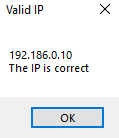 Valid IP
192.186.0.10
The IP is correct
OK